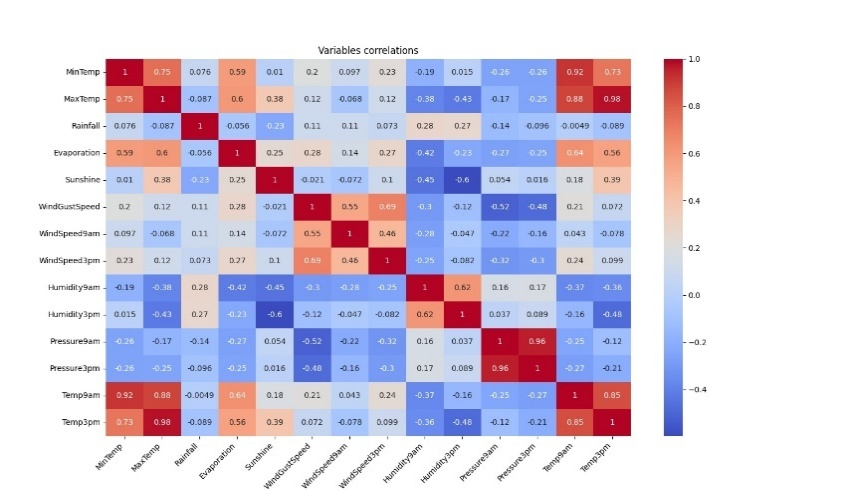 Variables correlations
MinTemp 1 0.75 0.076 0.59 0.01 0.2 0.097 0.23 -0.19 0.015 -0.26 -0.26 0.92 0.73
MaxTemp 0.75 1 -0.087 0.6 0.38 0.12 -0.068 0.12 -0.38 -0.43 -0.17 -0.25 0.88 0.98
Rainfall 0.076 -0.087 1 -0.056 -0.23 0.11 0.11 0.073 0.28 0.27 -0.14 -0.096 -0.0049 -0.089
Evaporation 0.59 0.6 -0.056 1 0.25 0.28 0.14 0.27 -0.42 -0.23 -0.27 -0.25 0.64 0.56
Sunshine 0.01 0.38 -0.23 0.25 1 -0.021 -0.072 0.1 -0.45 -0.6 0.054 0.016 0.18 0.39
WindGustSpeed 0.2 0.12 0.11 0.28 -0.021 1 0.55 0.69 -0.3 -0.12 -0.52 -0.48 0.21 0.072
WindSpeed9am 0.097 -0.068 0.11 0.14 -0.072 0.55 1 0.46 -0.28 -0.047 -0.22 -0.16 0.043 -0.078
WindSpeed3pm 0.23 0.12 0.073 0.27 0.1 0.69 0.46 1 -0.25 -0.082 -0.32 -0.3 0.24 0.099
Humidity9am -0.19 -0.38 0.28 -0.42 -0.45 -0.3 -0.28 -0.25 1 0.62 0.16 0.17 -0.37 -0.36
Humidity3pm 0.015 -0.43 0.27 -0.23 -0.6 -0.12 -0.047 -0.082 0.62 1 0.037 0.089 -0.16 -0.48
Pressure9am -0.26 -0.17 -0.14 -0.27 0.054 -0.52 -0.22 -0.32 0.16 0.037 1 0.96 -0.25 -0.12
Pressure3pm -0.26 -0.25 -0.096 -0.25 0.016 -0.48 -0.16 -0.3 0.17 0.089 0.96 1 -0.27 -0.21
Temp9am 0.92 0.88 -0.0049 0.64 0.18 0.21 0.043 0.24 -0.37 -0.16 -0.25 -0.27 1 0.85
Temp3pm 0.73 0.98 -0.089 0.56 0.39 0.072 -0.078 0.099 -0.36 -0.48 -0.12 -0.21 0.85 1
MinTemp MaxTemp Rainfall Evaporation Sunshine WindGustSpeed WindSpeed9am WindSpeed3pm Humidity9am Humidity3pm Pressure9am Pressure3pm Temp9am Temp3pm
1.0
0.8
0.6
0.4
0.2
0.0
−0.2
−0.4